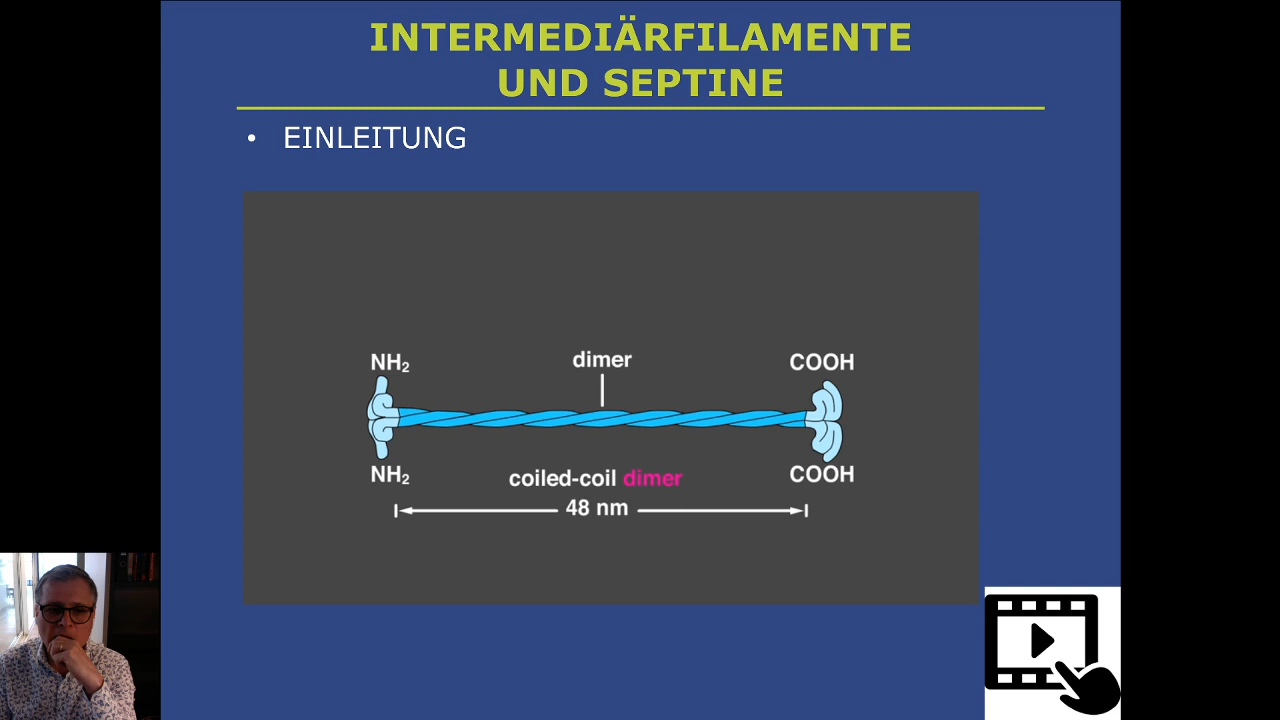 INTERMEDIÄRFILAMENTE
UND SEPTINE
• EINLEITUNG
NH₂ dimer COOH
NH₂ COOH
coiled-coil dimer
48 nm